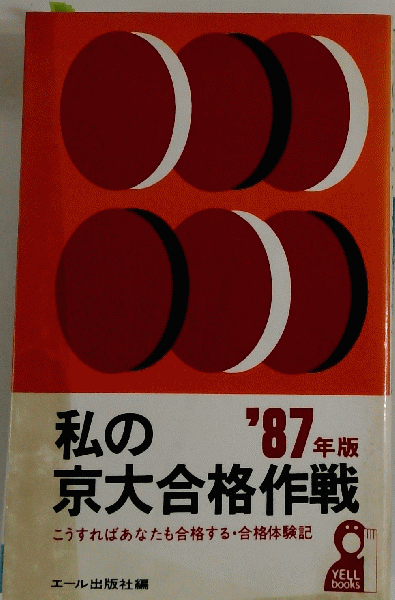 私の
'87年版
京大合格作戦
こうすればあなたも合格する・合格体験記
エール出版社編
YELL
books